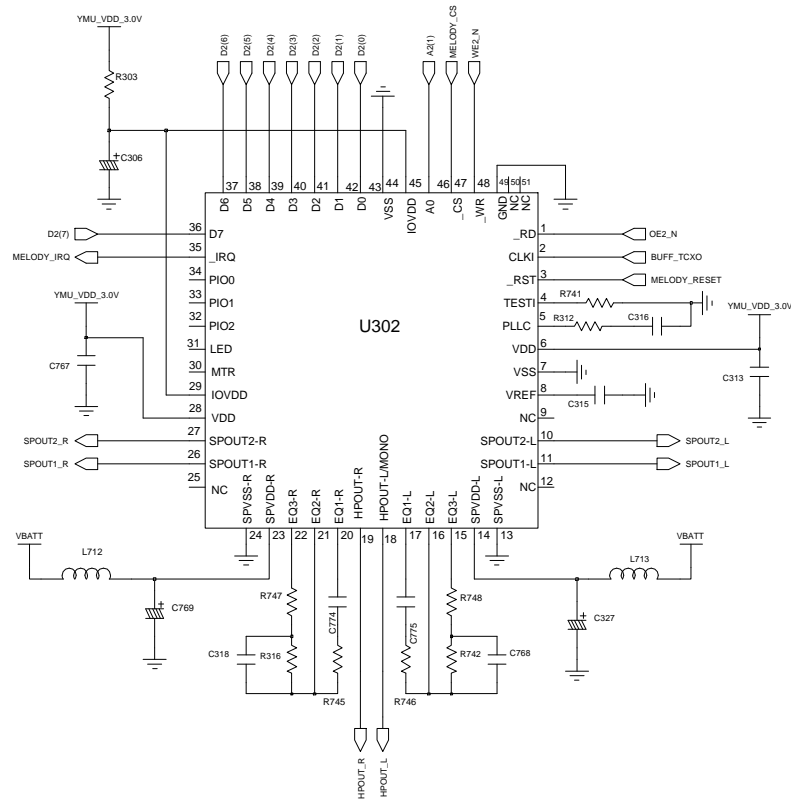 YMU_VDD_3.0V
R303
C306
D2(6)
D2(5)
D2(4)
D2(3)
D2(2)
D2(1)
D2(0)
A2(1)
MELODY_CS
WE2_N
37 38 39 40 41 42 43 44 45 46 47 48 49 50 51
D6 D5 D4 D3 D2 D1 D0 VSS IOVDD A0 _CS _WR GND NC NC
D2(7)
MELODY_IRQ
YMU_VDD_3.0V
C767
SPOUT2_R
SPOUT1_R
36 D7
35 _IRQ
34 PIO0
33 PIO1
32 PIO2
31 LED
30 MTR
29 IOVDD
28 VDD
27 SPOUT2-R
26 SPOUT1-R
25 NC
U302
_RD 1
CLKI 2
_RST 3
TESTI 4
PLLC 5
VDD 6
VSS 7
VREF 8
NC 9
SPOUT2-L 10
SPOUT1-L 11
NC 12
OE2_N
BUFF_TCXO
MELODY_RESET
R741
R312
C316
YMU_VDD_3.0V
C313
C315
SPOUT2_L
SPOUT1_L
SPVSS-R SPVDD-R EQ3-R EQ2-R EQ1-R HPOUT-R HPOUT-L/MONO EQ1-L EQ2-L EQ3-L SPVDD-L SPVSS-L
24 23 22 21 20 19 18 17 16 15 14 13
VBATT
L712
C769
R747
C318
R316
C774
R745
C775
R746
R748
R742
C768
VBATT
L713
C327
HPOUT_R
HPOUT_L